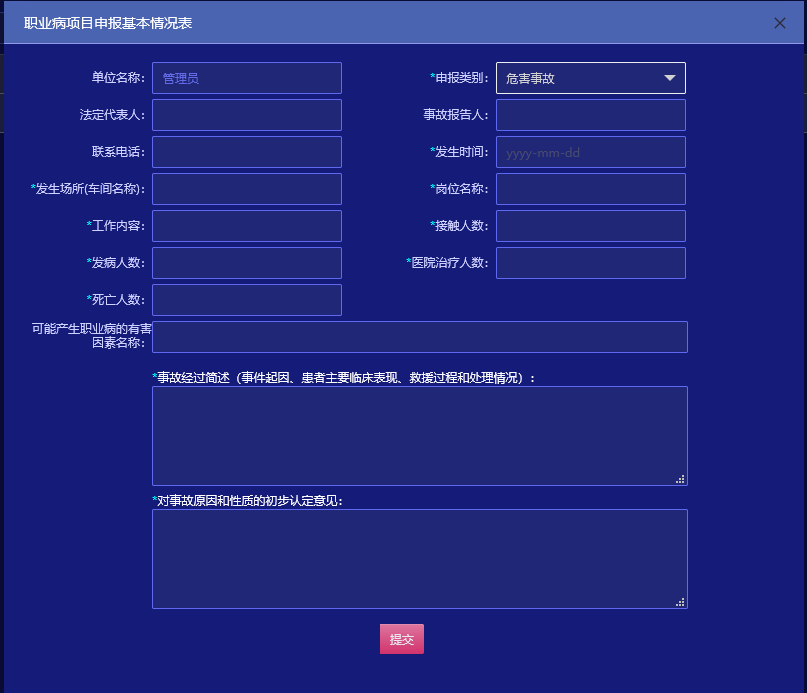 职业病项目申报基本情况表
单位名称: 管理员 *申报类别: 危害事故
法定代表人: 事故报告人:
联系电话: *发生时间: yyyy-mm-dd
*发生场所(车间名称): *岗位名称:
*工作内容: *接触人数:
*发病人数: *医院治疗人数:
*死亡人数:
可能产生职业病的有害
因素名称:
*事故经过简述（事件起因、患者主要临床表现、救援过程和处理情况）:
*对事故原因和性质的初步认定意见:
提交